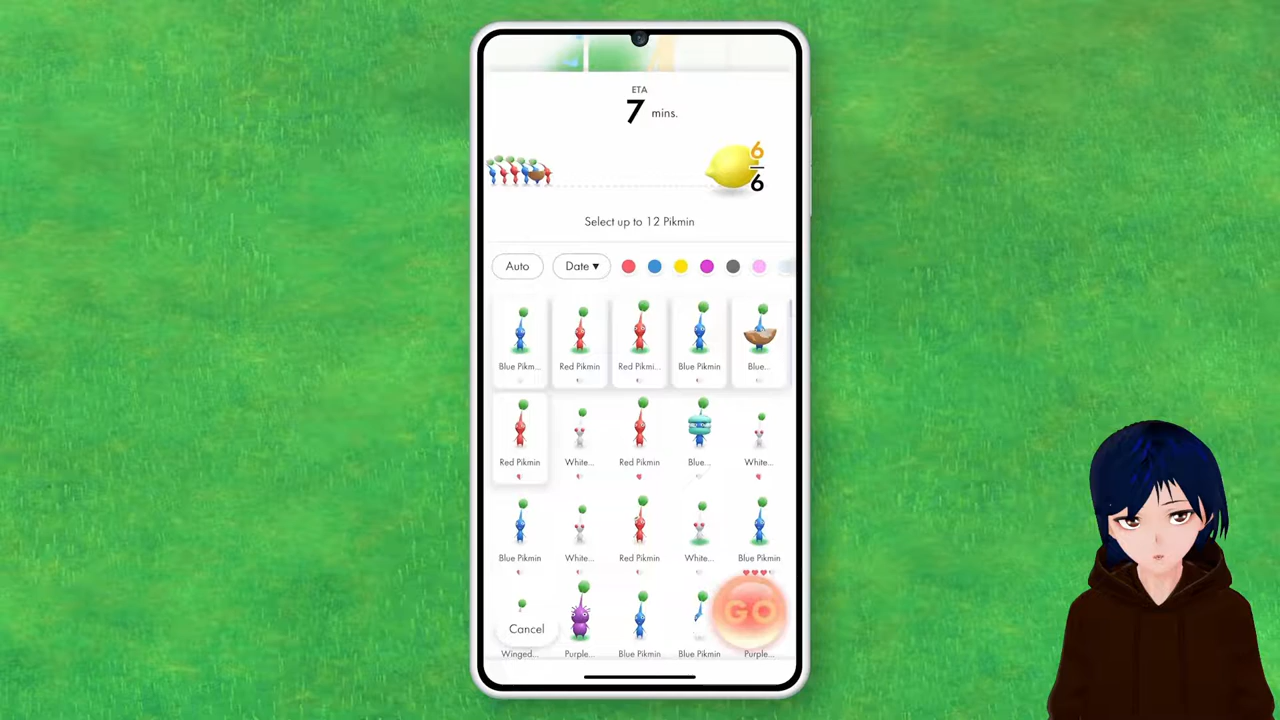 ETA
7 mins.
6
6
Select up to 12 Pikmin
Auto
Date ▾
Blue Pikm...
Red Pikmin
Red Pikmi...
Blue Pikmin
Blue...
Red Pikmin
White...
Red Pikmin
Blue...
White...
Blue Pikmin
White...
Red Pikmin
White...
Blue Pikmin
GO
Cancel
Winged...
Purple...
Blue Pikmin
Blue Pikmin
Purple...